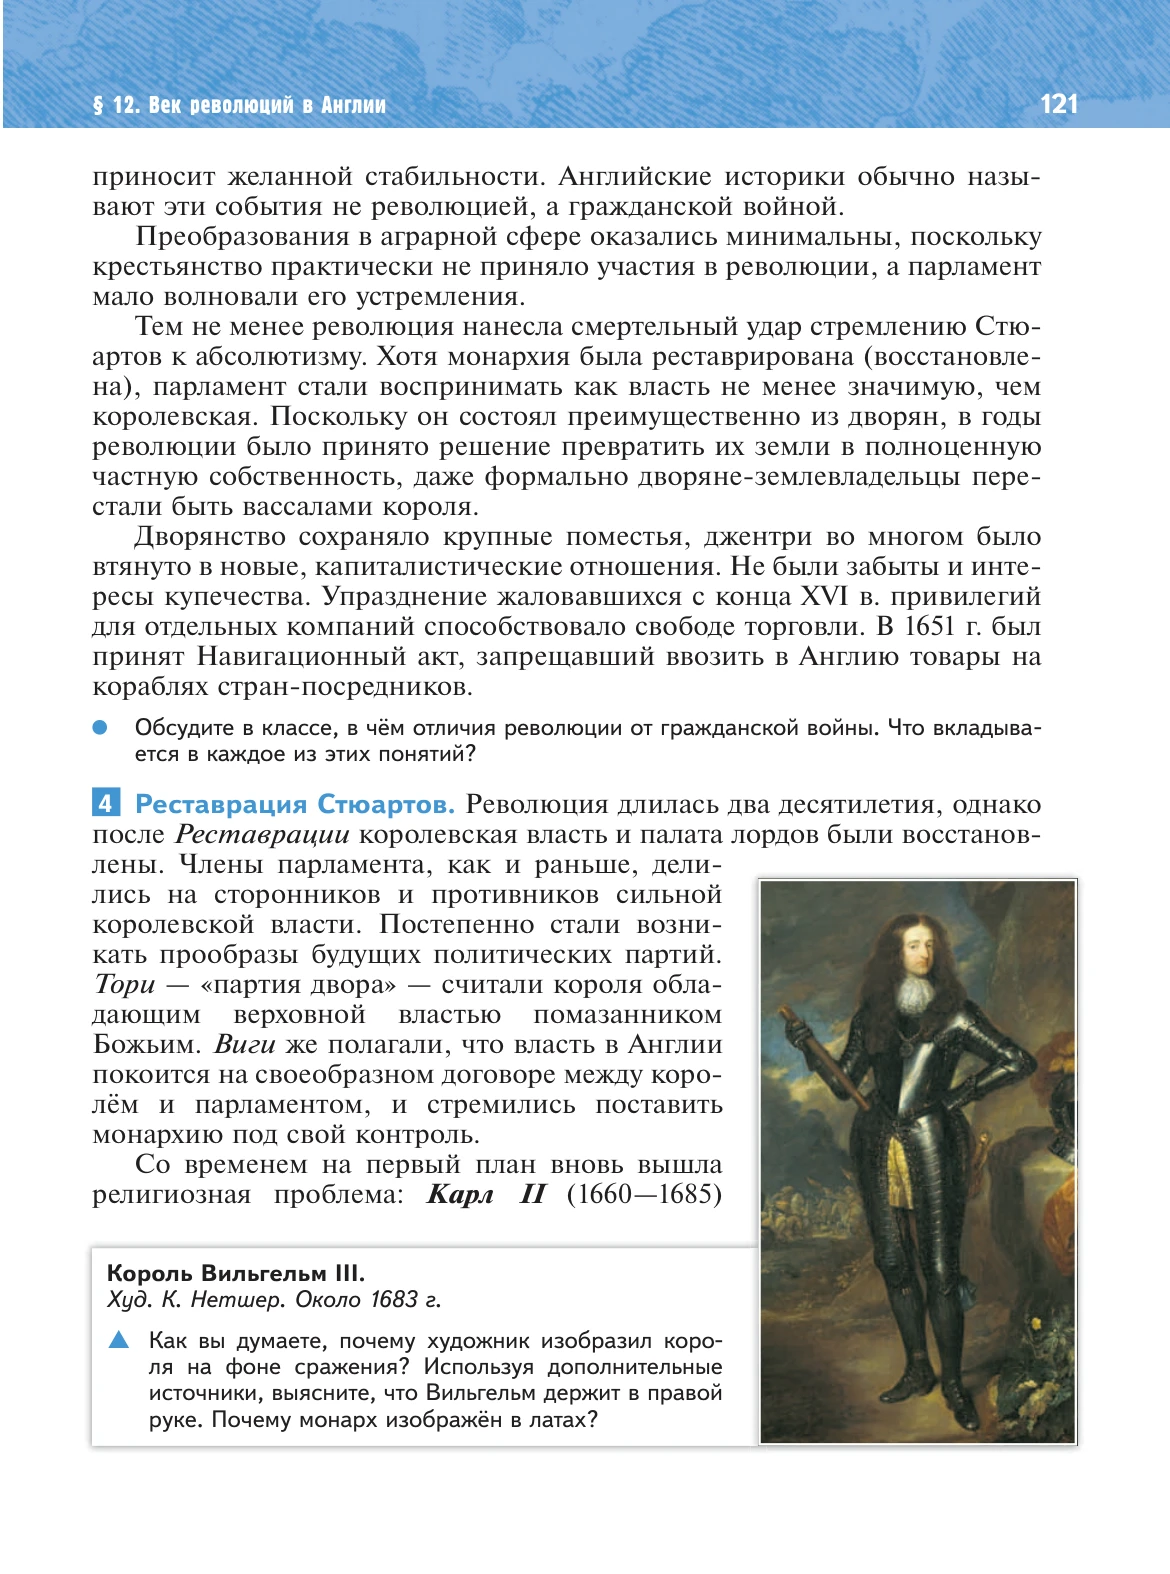 § 12. Век революций в Англии
121
приносит желанной стабильности. Английские историки обычно назы-
вают эти события не революцией, а гражданской войной.
Преобразования в аграрной сфере оказались минимальны, поскольку
крестьянство практически не приняло участия в революции, а парламент
мало волновали его устремления.
Тем не менее революция нанесла смертельный удар стремлению Стю-
артов к абсолютизму. Хотя монархия была реставрирована (восстановле-
на), парламент стали воспринимать как власть не менее значимую, чем
королевская. Поскольку он состоял преимущественно из дворян, в годы
революции было принято решение превратить их земли в полноценную
частную собственность, даже формально дворяне-землевладельцы пере-
стали быть вассалами короля.
Дворянство сохраняло крупные поместья, джентри во многом было
втянуто в новые, капиталистические отношения. Не были забыты и инте-
ресы купечества. Упразднение жаловавшихся с конца XVI в. привилегий
для отдельных компаний способствовало свободе торговли. В 1651 г. был
принят Навигационный акт, запрещавший ввозить в Англию товары на
кораблях стран-посредников.
Обсудите в классе, в чём отличия революции от гражданской войны. Что вкладыва-
ется в каждое из этих понятий?
4 Реставрация Стюартов. Революция длилась два десятилетия, однако
после Реставрации королевская власть и палата лордов были восстанов-
лены. Члены парламента, как и раньше, дели-
лись на сторонников и противников сильной
королевской власти. Постепенно стали возни-
кать прообразы будущих политических партий.
Тори — «партия двора» — считали короля обла-
дающим верховной властью помазанником
Божьим. Виги же полагали, что власть в Англии
покоится на своеобразном договоре между коро-
лём и парламентом, и стремились поставить
монархию под свой контроль.
Со временем на первый план вновь вышла
религиозная проблема: Карл II (1660—1685)
Король Вильгельм III.
Худ. К. Нетшер. Около 1683 г.
Как вы думаете, почему художник изобразил коро-
ля на фоне сражения? Используя дополнительные
источники, выясните, что Вильгельм держит в правой
руке. Почему монарх изображён в латах?